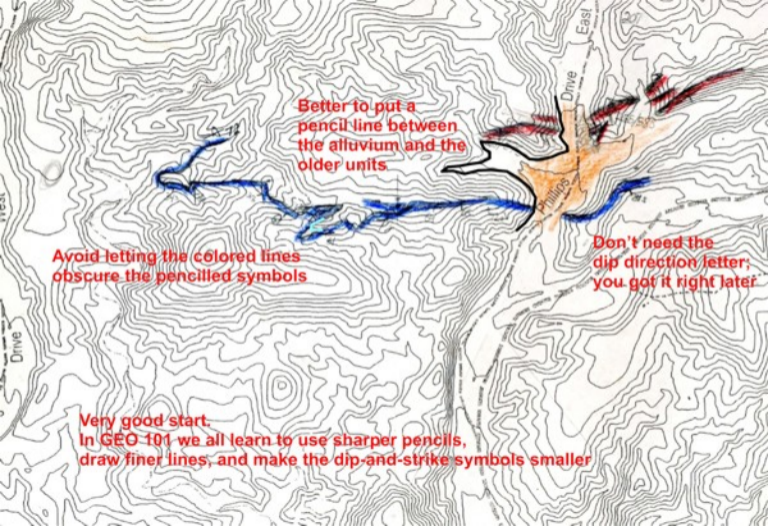 East
Drive
Better to put a
pencil line between
the alluvium and the
older units
Phillips
Avoid letting the colored lines
obscure the pencilled symbols
Don't need the
dip direction letter;
you got it right later
Drive
Very good start.
In GEO 101 we all learn to use sharper pencils,
draw finer lines, and make the dip-and-strike symbols smaller